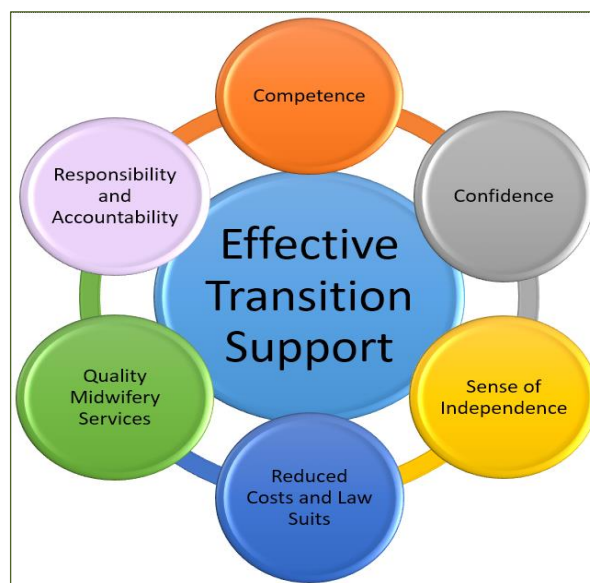 Competence
Confidence
Sense of
Independence
Reduced
Costs and Law
Suits
Quality
Midwifery
Services
Responsibility
and
Accountability
Effective
Transition
Support